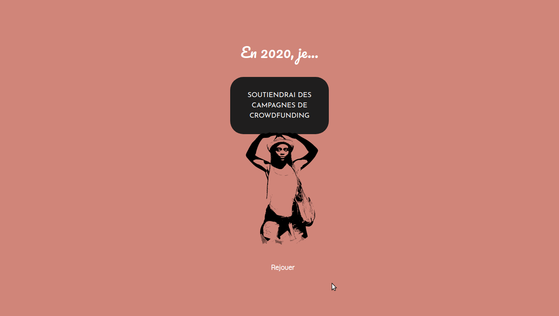 En 2020, je...
SOUTIENDRAI DES
CAMPAGNES DE
CROWDFUNDING
Rejouer